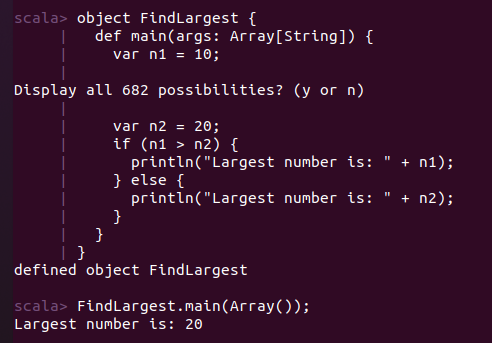 scala> object FindLargest {
     |   def main(args: Array[String]) {
     |     var n1 = 10;
     |
Display all 682 possibilities? (y or n)
     |
     |     var n2 = 20;
     |     if (n1 > n2) {
     |       println("Largest number is: " + n1);
     |     } else {
     |       println("Largest number is: " + n2);
     |     }
     |   }
     | }
defined object FindLargest

scala> FindLargest.main(Array());
Largest number is: 20